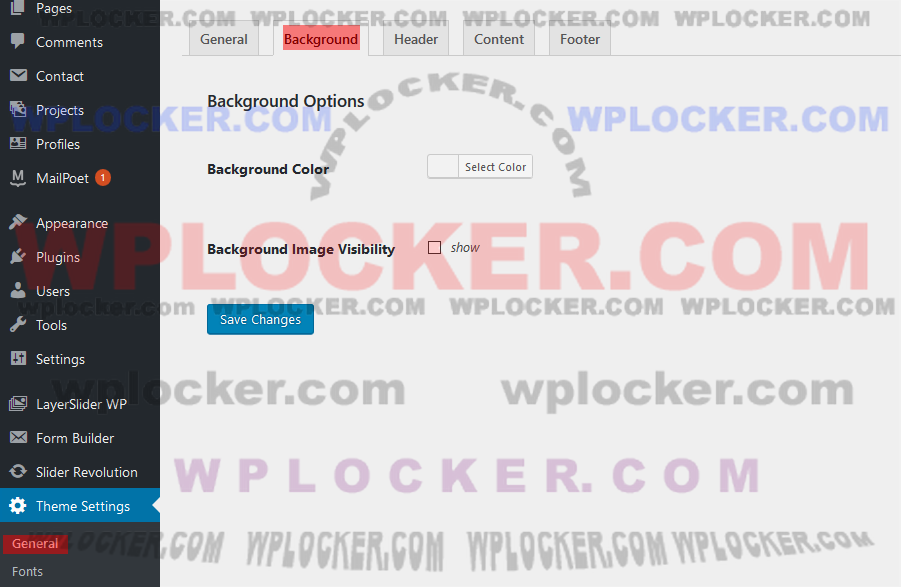 Pages
WPLOCKER.COM WPLOCKER.COM WPLOCKER.COM WPLOCKER.COM
General Background Header Content Footer
Comments
Contact
Background Options
WPLOCKER.COM
Projects
WPLOCKER.COM WPLOCKER.COM
Profiles
Background Color Select Color
MailPoet 1
Appearance
WPLOCKER.COM
Background Image Visibility show
Plugins
Users
wplocker.com WPLOCKER.COM WPLOCKER.COM WPLOCKER.COM
Save Changes
Tools
Settings
wplocker.com wplocker.com
LayerSlider WP
Form Builder
Slider Revolution
WPLOCKER.COM
Theme Settings
General
WPLOCKER.COM WPLOCKER.COM WPLOCKER.COM WPLOCKER.COM
Fonts